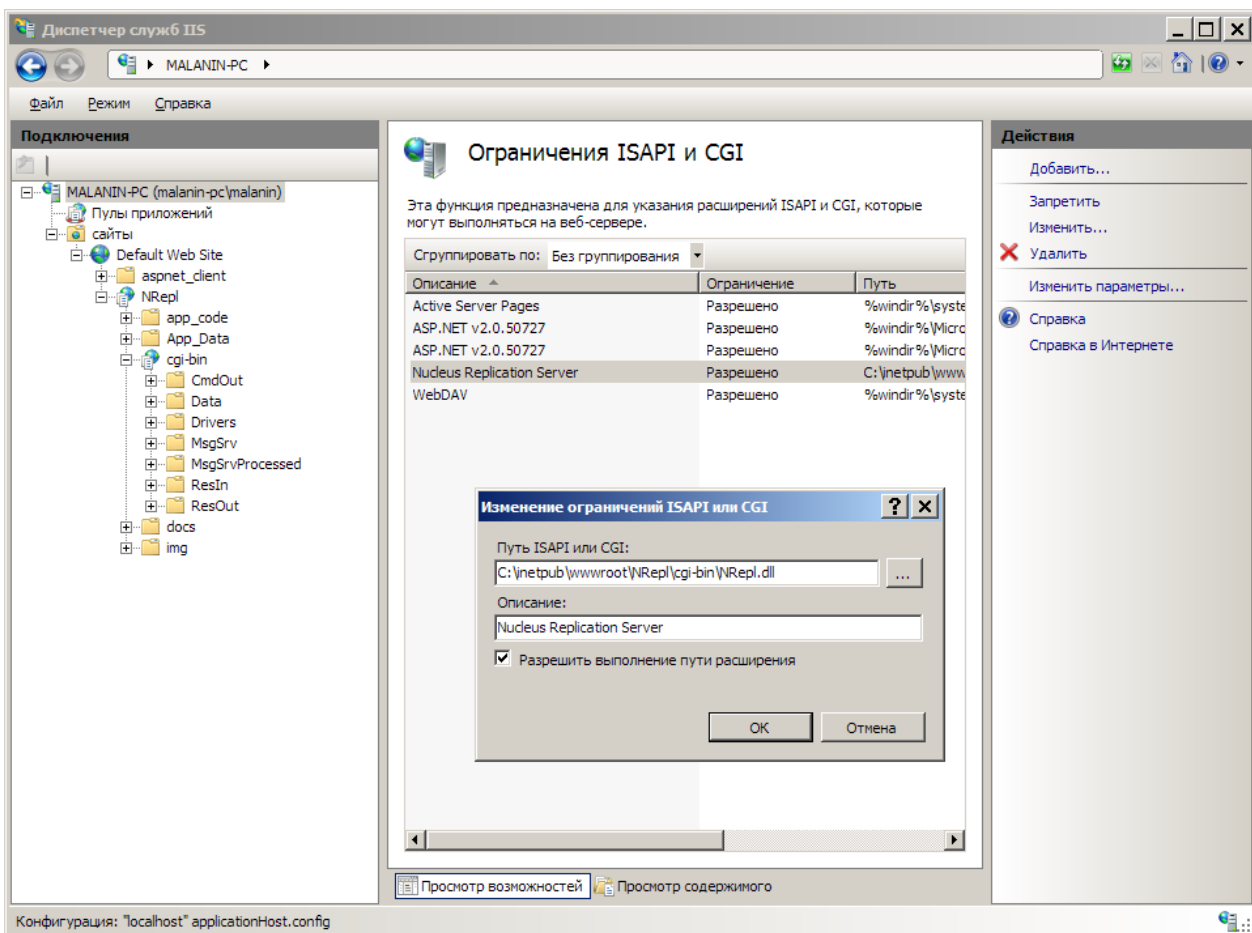 Диспетчер служб IIS
MALANIN-PC
Файл Режим Справка
Подключения
MALANIN-PC (malanin-pc\malanin)
Пулы приложений
сайты
Default Web Site
aspnet_client
NRepl
app_code
App_Data
cgi-bin
CmdOut
Data
Drivers
MsgSrv
MsgSrvProcessed
ResIn
ResOut
docs
img
Ограничения ISAPI и CGI
Эта функция предназначена для указания расширений ISAPI и CGI, которые
могут выполняться на веб-сервере.
Сгруппировать по: Без группирования
Описание Ограничение Путь
Active Server Pages Разрешено %windir%\syste
ASP.NET v2.0.50727 Разрешено %windir%\Micro
ASP.NET v2.0.50727 Разрешено %windir%\Micro
Nucleus Replication Server Разрешено C:\inetpub\www
WebDAV Разрешено %windir%\syste
Изменение ограничений ISAPI или CGI
Путь ISAPI или CGI:
C:\inetpub\wwwroot\NRepl\cgi-bin\NRepl.dll ...
Описание:
Nucleus Replication Server
Разрешить выполнение пути расширения
OK Отмена
Просмотр возможностей Просмотр содержимого
Действия
Добавить...
Запретить
Изменить...
Удалить
Изменить параметры...
Справка
Справка в Интернете
Конфигурация: "localhost" applicationHost.config